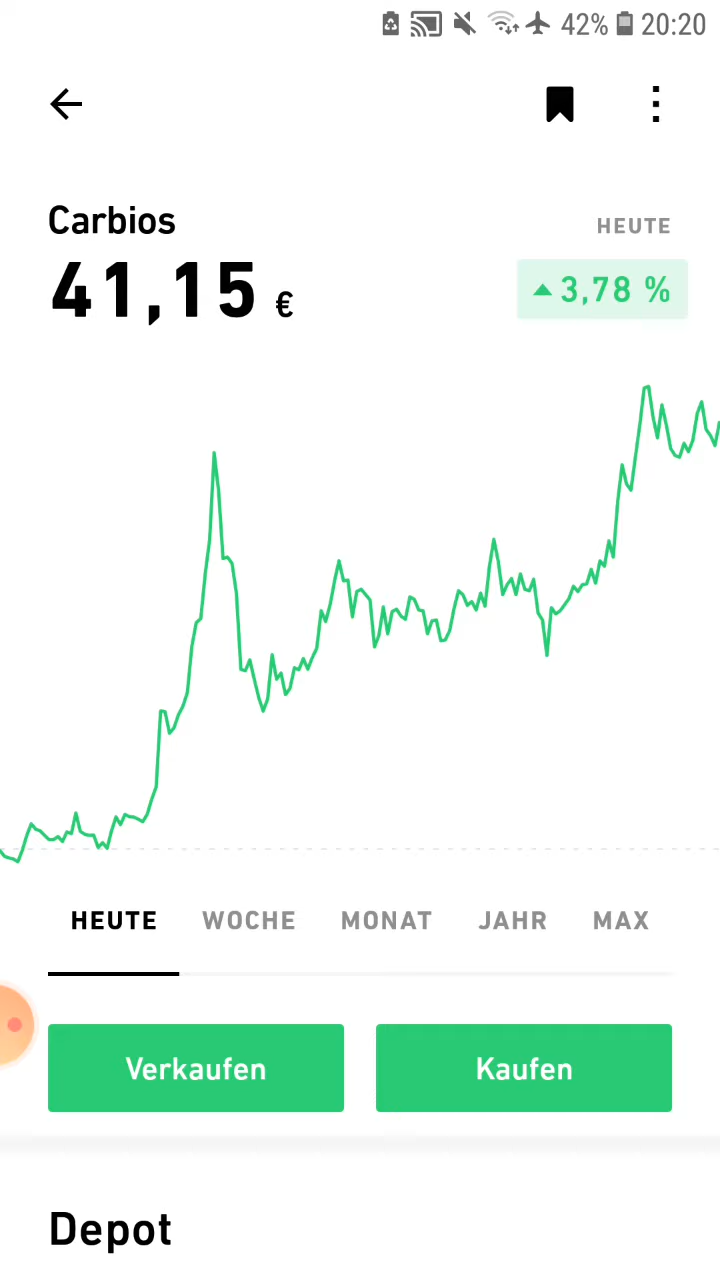 42% 20:20
Carbios
HEUTE
41,15 €
3,78 %
HEUTE WOCHE MONAT JAHR MAX
Verkaufen Kaufen
Depot